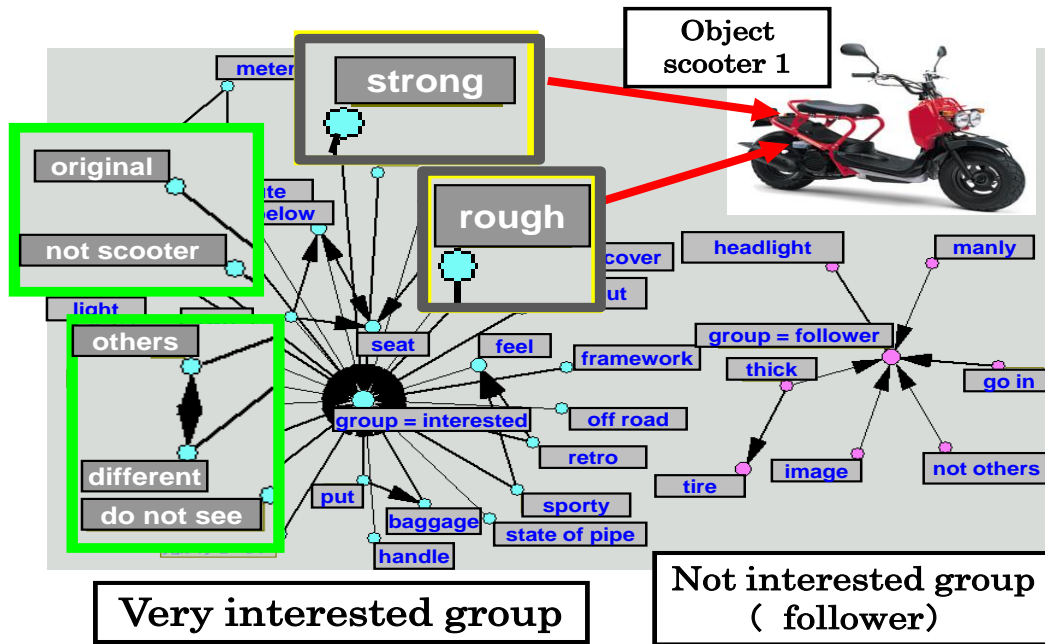 Object
scooter 1
meter
strong
original
not scooter
below
rough
cover
headlight
manly
light
others
seat
feel
framework
group = follower
thick
go in
group = interested
off road
retro
different
do not see
put
baggage
handle
sporty
state of pipe
tire
image
not others
Very interested group
Not interested group
( follower)